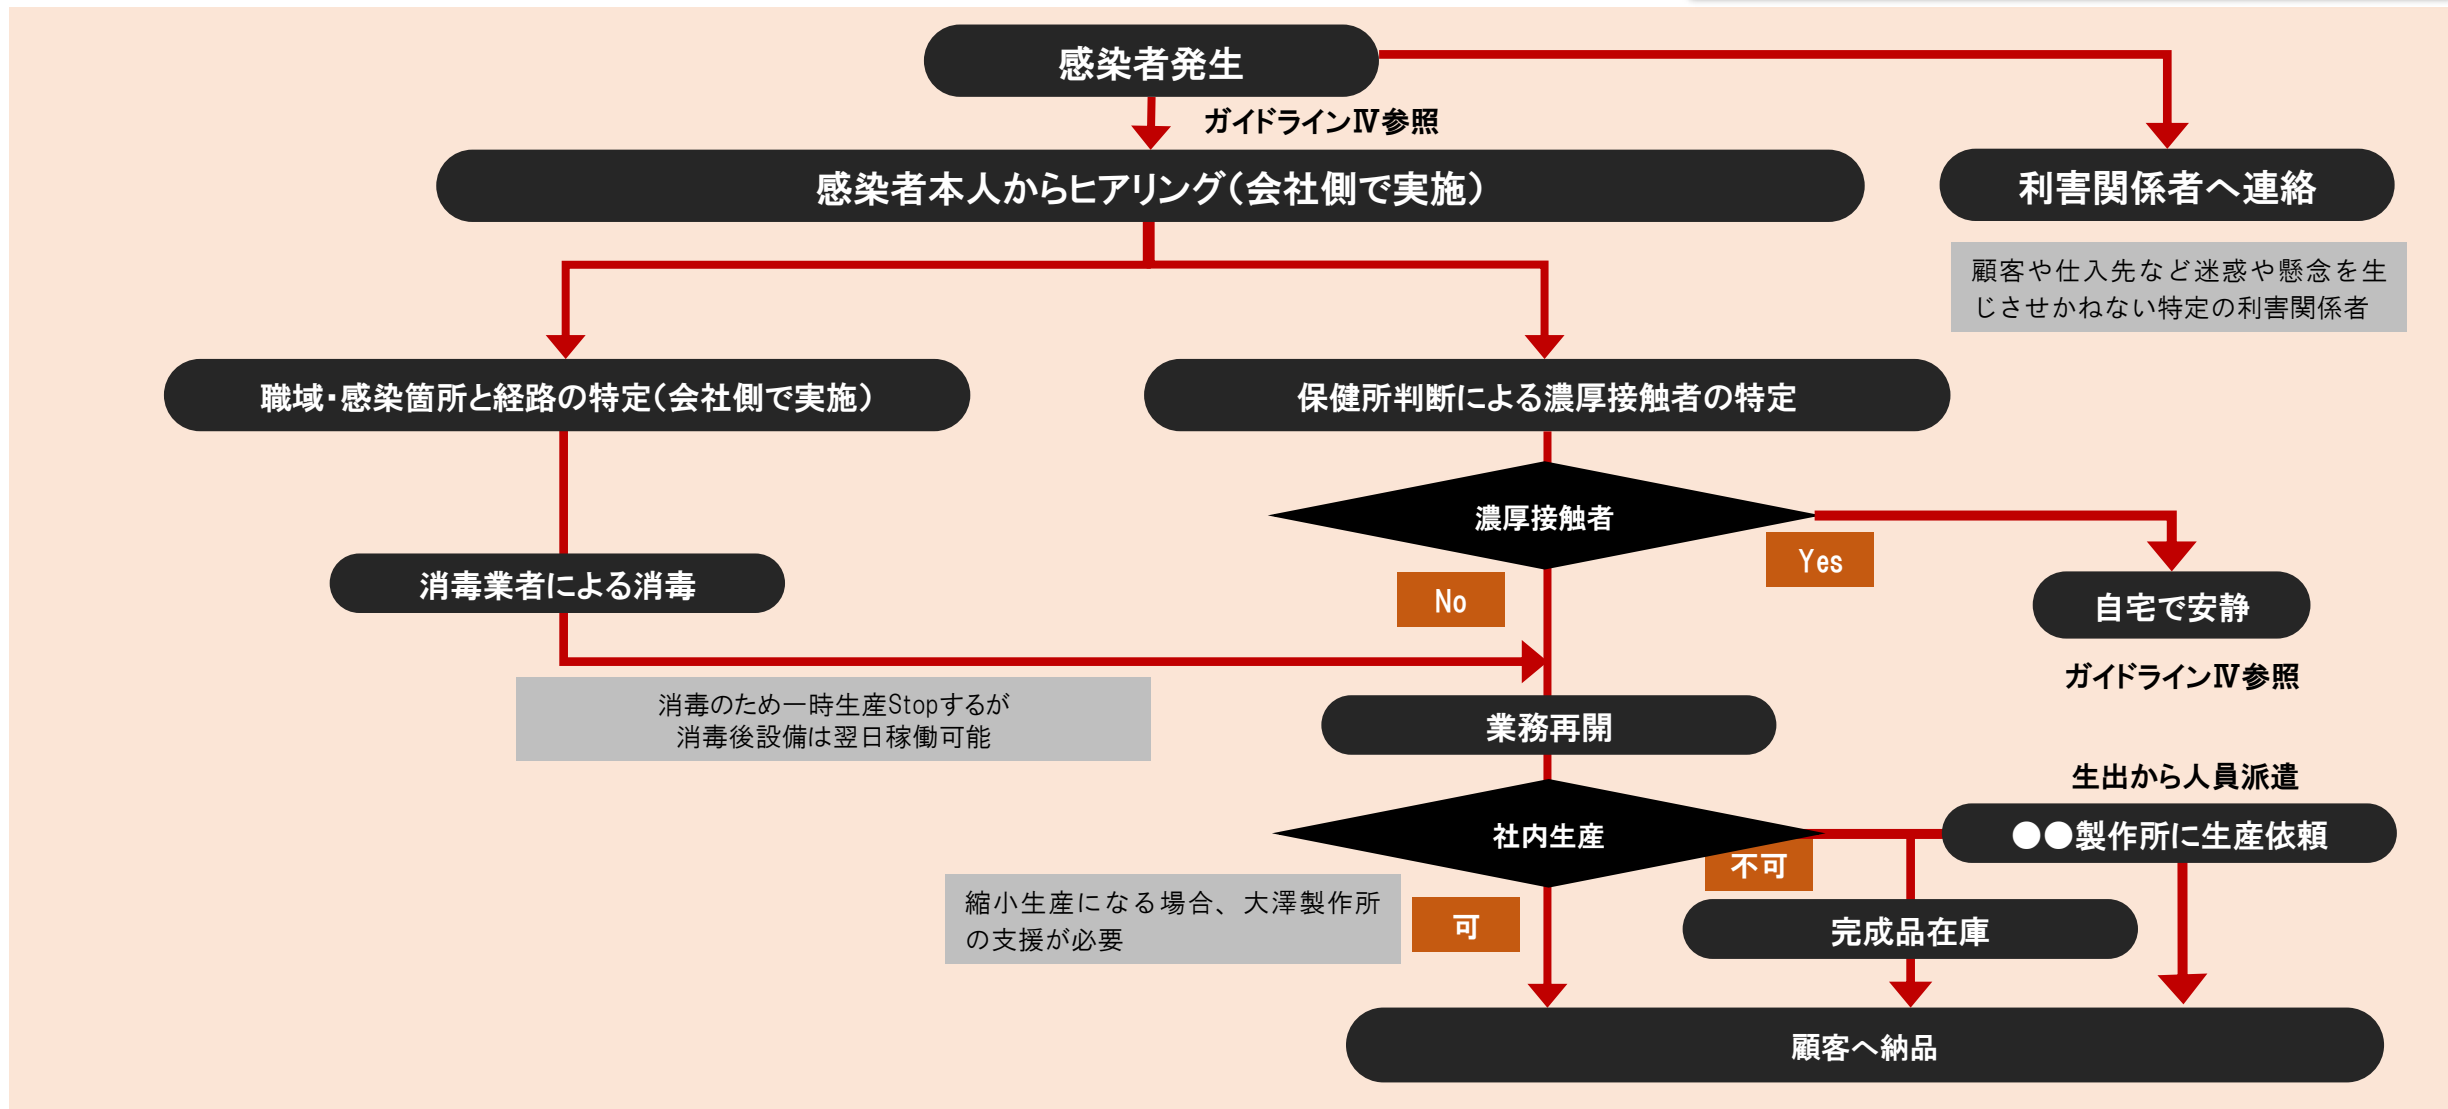 感染者発生
ガイドラインⅣ参照
感染者本人からヒアリング（会社側で実施）
利害関係者へ連絡
顧客や仕入先など迷惑や懸念を生
じさせかねない特定の利害関係者
職域・感染箇所と経路の特定（会社側で実施）
保健所判断による濃厚接触者の特定
濃厚接触者
Yes
No
消毒業者による消毒
自宅で安静
ガイドラインⅣ参照
消毒のため一時生産Stopするが
消毒後設備は翌日稼働可能
業務再開
生出から人員派遣
社内生産
●●製作所に生産依頼
不可
縮小生産になる場合、大澤製作所
の支援が必要
可
完成品在庫
顧客へ納品